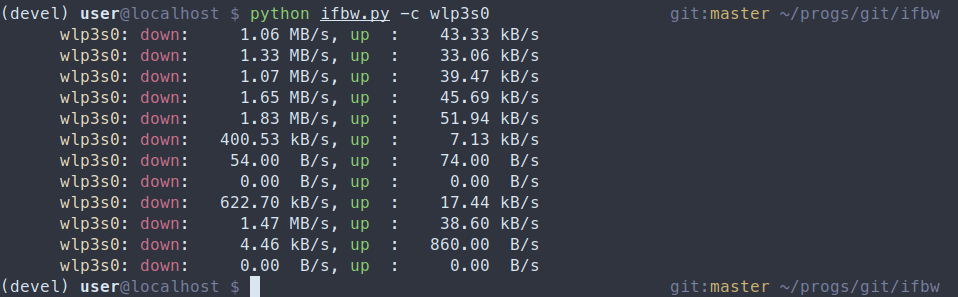 (devel) user@localhost $ python ifbw.py -c wlp3s0 git:master ~/progs/git/ifbw
wlp3s0: down: 1.06 MB/s, up : 43.33 kB/s
wlp3s0: down: 1.33 MB/s, up : 33.06 kB/s
wlp3s0: down: 1.07 MB/s, up : 39.47 kB/s
wlp3s0: down: 1.65 MB/s, up : 45.69 kB/s
wlp3s0: down: 1.83 MB/s, up : 51.94 kB/s
wlp3s0: down: 400.53 kB/s, up : 7.13 kB/s
wlp3s0: down: 54.00 B/s, up : 74.00 B/s
wlp3s0: down: 0.00 B/s, up : 0.00 B/s
wlp3s0: down: 622.70 kB/s, up : 17.44 kB/s
wlp3s0: down: 1.47 MB/s, up : 38.60 kB/s
wlp3s0: down: 4.46 kB/s, up : 860.00 B/s
wlp3s0: down: 0.00 B/s, up : 0.00 B/s
(devel) user@localhost $ git:master ~/progs/git/ifbw